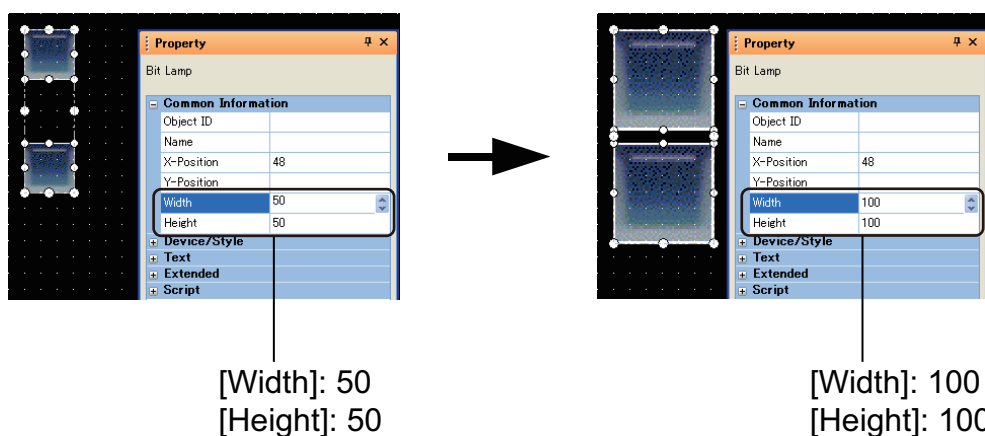 Property
Bit Lamp
Common Information
Object ID
Name
X-Position 48
Y-Position
Width 50
Height 50
Device/Style
Text
Extended
Script
[Width]: 50
[Height]: 50
Property
Bit Lamp
Common Information
Object ID
Name
X-Position 48
Y-Position
Width 100
Height 100
Device/Style
Text
Extended
Script
[Width]: 100
[Height]: 100